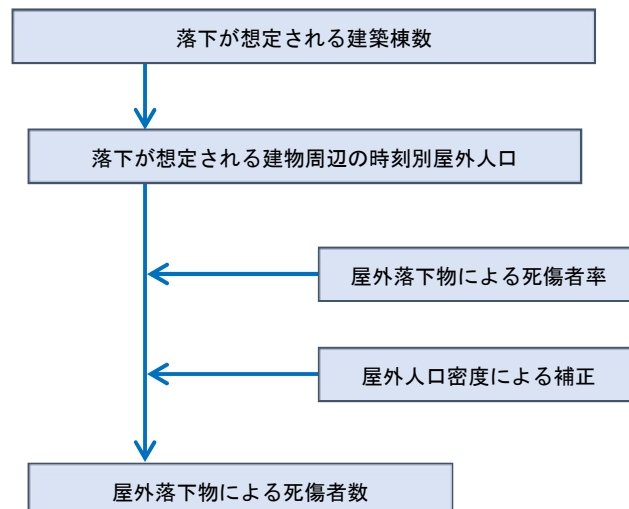 落下が想定される建築棟数
落下が想定される建物周辺の時刻別屋外人口
屋外落下物による死傷者率
屋外人口密度による補正
屋外落下物による死傷者数